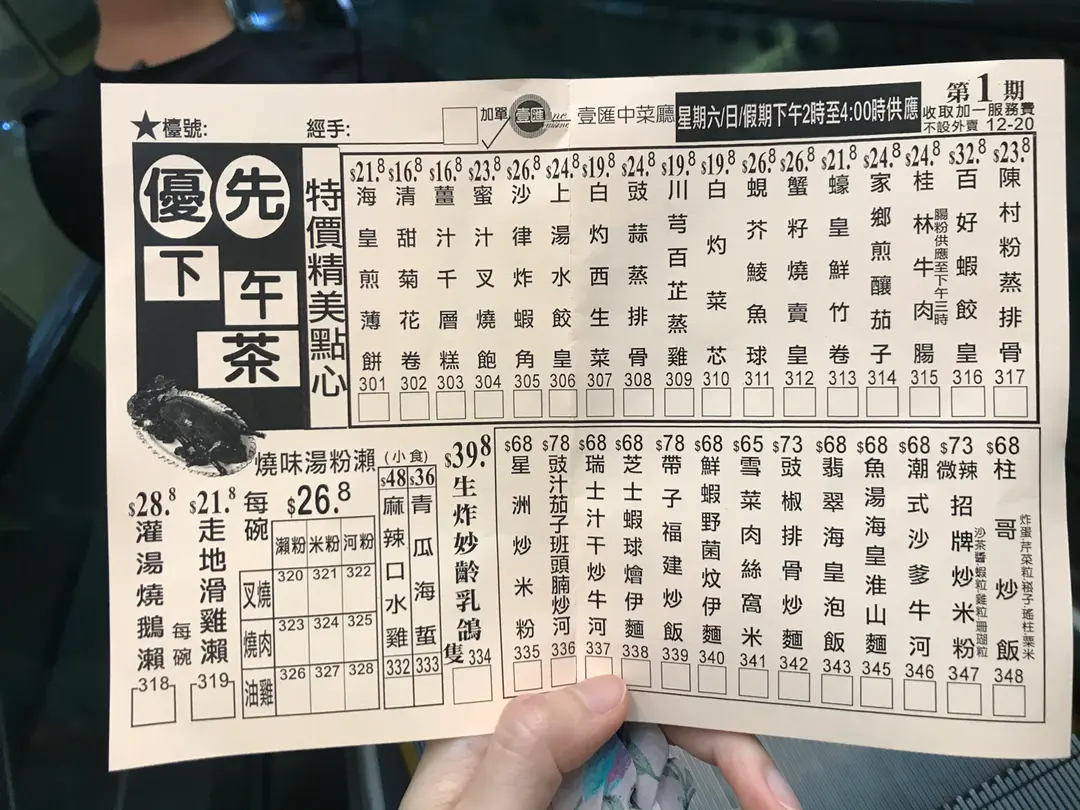 ★檯號:
經手:
加單
壹匯
壹匯中菜廳
星期六/日/假期下午2時至4:00時供應
第1期
收取加一服務費
不設外賣 12-20
優先
下午茶
特價精美點心
$21.8 海皇煎薄餅 301
$16.8 清甜菊花卷 302
$16.8 薑汁千層糕 303
$23.8 蜜汁叉燒飽 304
$26.8 沙律炸蝦角 305
$24.8 上湯水餃皇 306
$19.8 白灼西生菜 307
$24.8 豉蒜蒸排骨 308
$19.8 川芎百芷蒸雞 309
$19.8 白灼菜芯 310
$26.8 蜆芥鯪魚球 311
$26.8 蟹籽燒賣皇 312
$21.8 蠔皇鮮竹卷 313
$24.8 家鄉煎釀茄子 314
$24.8 桂林牛肉腸 315
腸粉供應至下午三時
$32.8 百好蝦餃皇 316
$23.8 陳村粉蒸排骨 317
$28.8 灌湯燒鵝瀨 每碗 318
$21.8 走地滑雞瀨 319
燒味湯粉瀨
每碗 $26.8
瀨粉 米粉 河粉
叉燒 320 321 322
燒肉 323 324 325
油雞 326 327 328
(小食)
$48 麻辣口水雞 332
$36 青瓜海蜇 333
$39.8 生炸妙齡乳鴿 隻 334
$68 星洲炒米粉 335
$78 豉汁茄子班頭腩炒河 336
$68 瑞士汁干炒牛河 337
$68 芝士蝦球燴伊麵 338
$78 帶子福建炒飯 339
$68 鮮蝦野菌炆伊麵 340
$65 雪菜肉絲窩米 341
$73 豉椒排骨炒麵 342
$68 翡翠海皇泡飯 343
$68 魚湯海皇淮山麵 345
$68 潮式沙爹牛河 346
$73 微辣 招牌炒米粉 347
沙茶醬 蝦粒 雞粒 珊瑚粒
$68 柱哥炒飯 348
炸蛋 芹菜粒 菘子 瑤柱 粟米